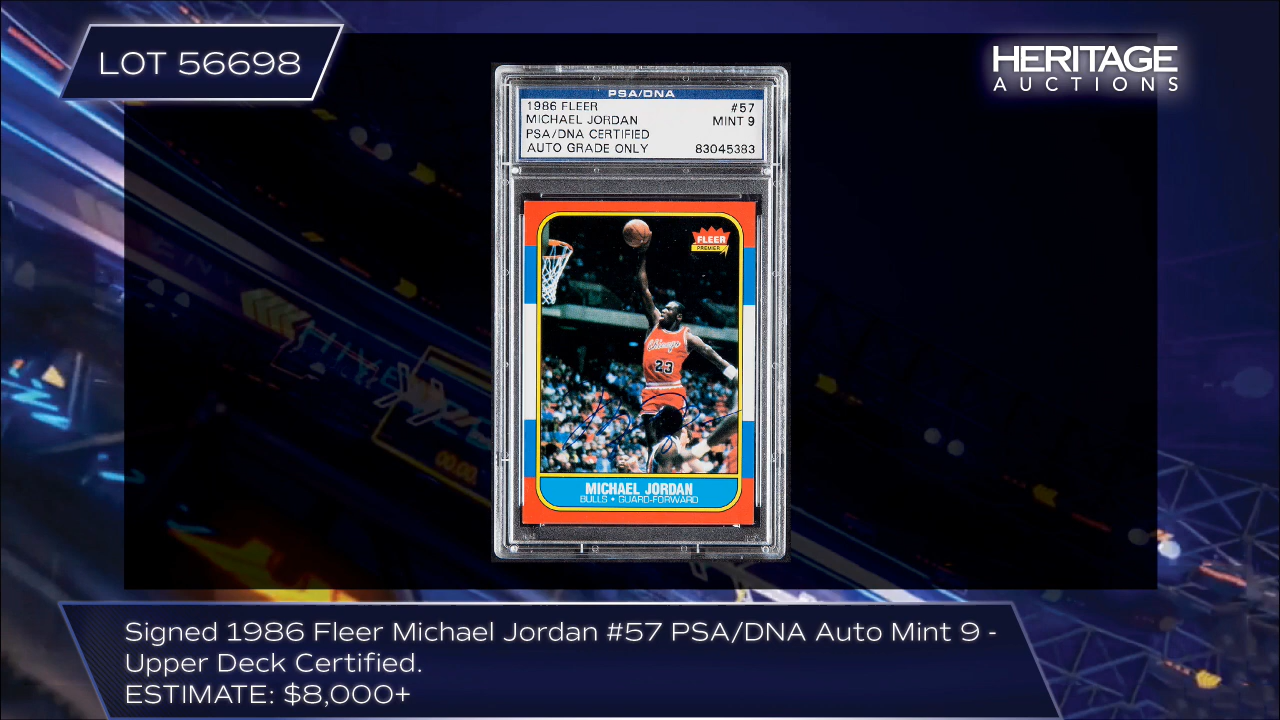 LOT 56698
HERITAGE
AUCTIONS
PSA/DNA
1986 FLEER #57
MICHAEL JORDAN MINT 9
PSA/DNA CERTIFIED
AUTO GRADE ONLY 83045383
FLEER
PREMIER
Chicago
23
MICHAEL JORDAN
BULLS • GUARD-FORWARD
Signed 1986 Fleer Michael Jordan #57 PSA/DNA Auto Mint 9 -
Upper Deck Certified.
ESTIMATE: $8,000+